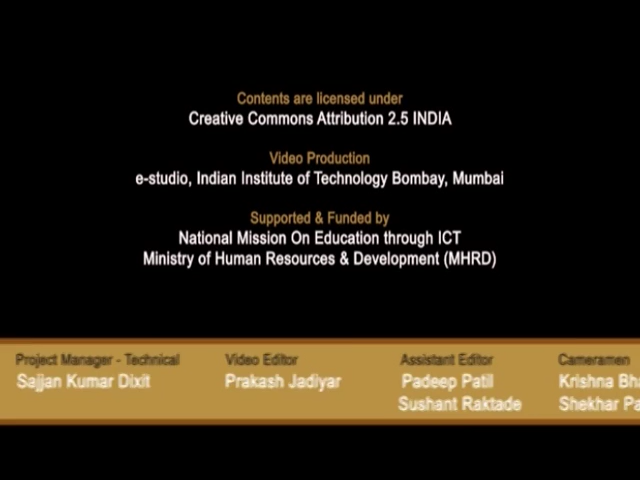 Contents are licensed under
Creative Commons Attribution 2.5 INDIA
Video Production
e-studio, Indian Institute of Technology Bombay, Mumbai
Supported & Funded by
National Mission On Education through ICT
Ministry of Human Resources & Development (MHRD)
Project Manager - Technical
Sajjan Kumar Dixit
Video Editor
Prakash Jadiyar
Assistant Editor
Padeep Patil
Sushant Raktade
Cameramen
Krishna
Shekhar